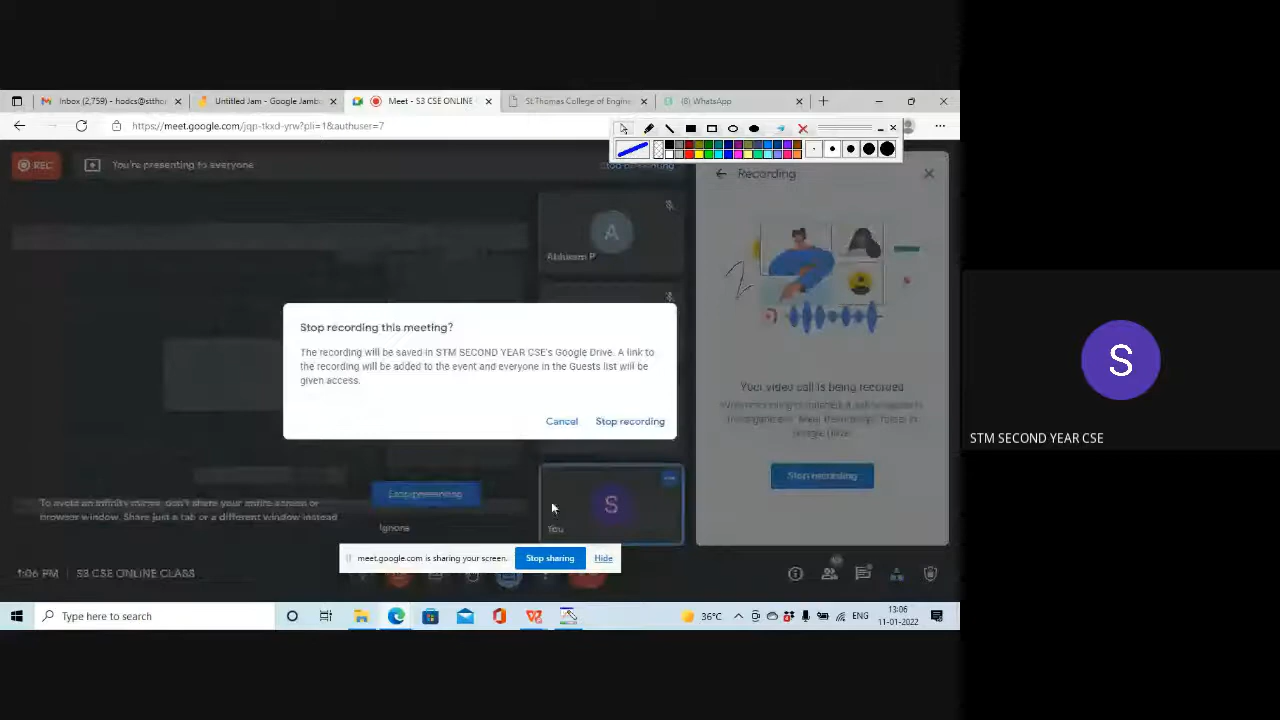 Inbox (2,759) - hodcs@sttho
Untitled Jam - Google Jamb
Meet - S3 CSE ONLINE
St.Thomas College of Engine
(8) WhatsApp
https://meet.google.com/jqp-tkxd-yrw?pli=1&authuser=7
REC
You're presenting to everyone
Recording
A
Abhiram P
2
Stop recording this meeting?
The recording will be saved in STM SECOND YEAR CSE's Google Drive. A link to
the recording will be added to the event and everyone in the Guests list will be
given access.
Cancel
Stop recording
Your video call is being recorded
Google Drive
Stop recording
S
STM SECOND YEAR CSE
To avoid an infinity mirror, don't share your entire screen or
browser window. Share just a tab or a different window instead
Stop presenting
Ignore
S
You
meet.google.com is sharing your screen.
Stop sharing
Hide
1:06 PM | S3 CSE ONLINE CLASS
Type here to search
36°C
ENG
13:06
11-01-2022